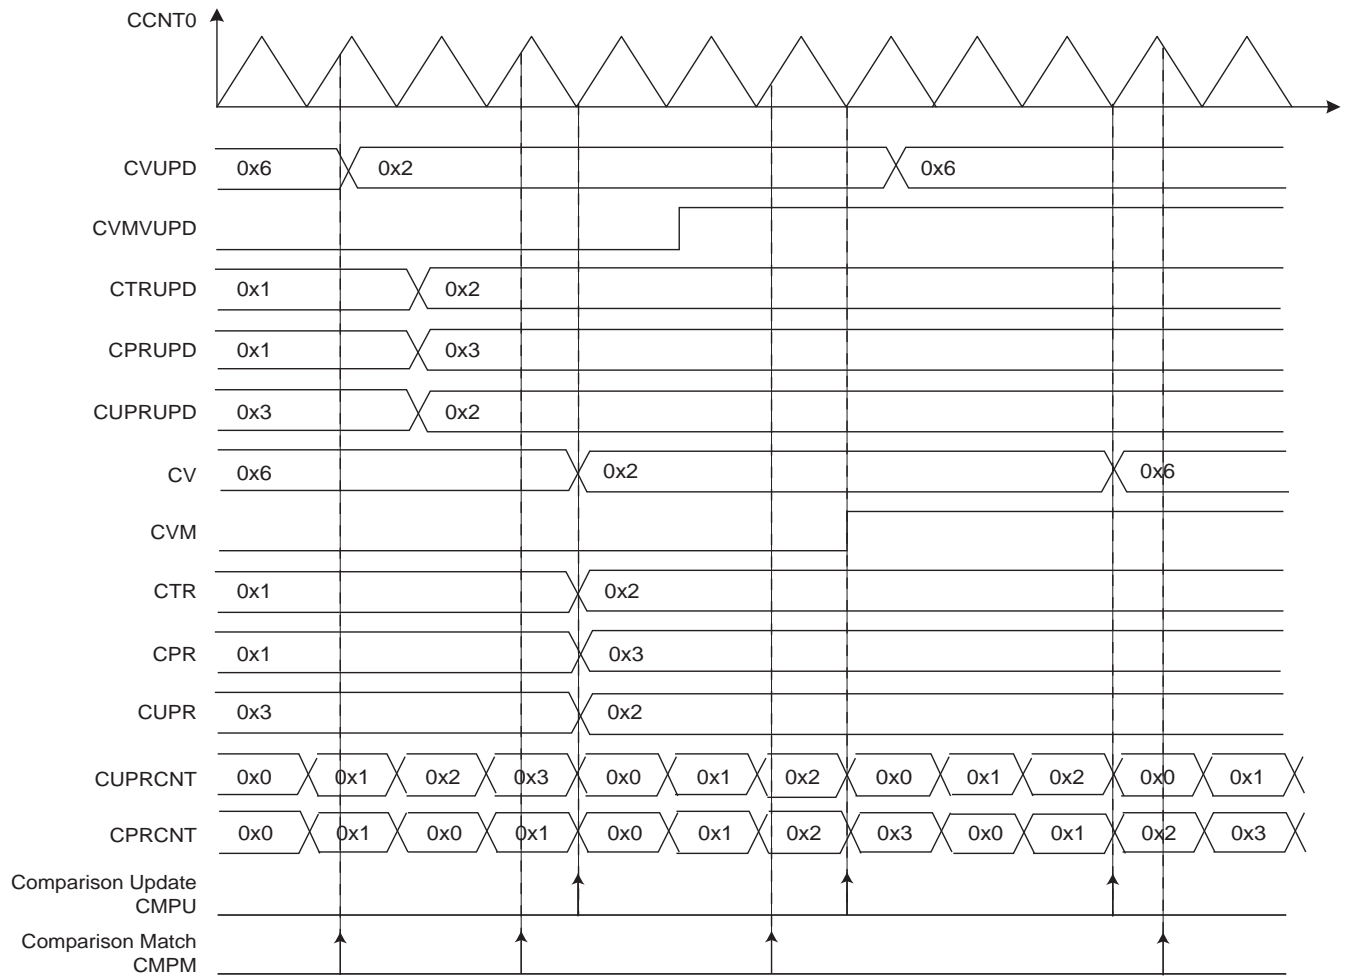 CCNT0
CVUPD 0x6 0x2 0x6
CVMVUPD
CTRUPD 0x1 0x2
CPRUPD 0x1 0x3
CUPRUPD 0x3 0x2
CV 0x6 0x2 0x6
CVM
CTR 0x1 0x2
CPR 0x1 0x3
CUPR 0x3 0x2
CUPRCNT 0x0 0x1 0x2 0x3 0x0 0x1 0x2 0x0 0x1 0x2 0x0 0x1
CPRCNT 0x0 0x1 0x0 0x1 0x0 0x1 0x2 0x3 0x0 0x1 0x2 0x3
Comparison Update
CMPU
Comparison Match
CMPM